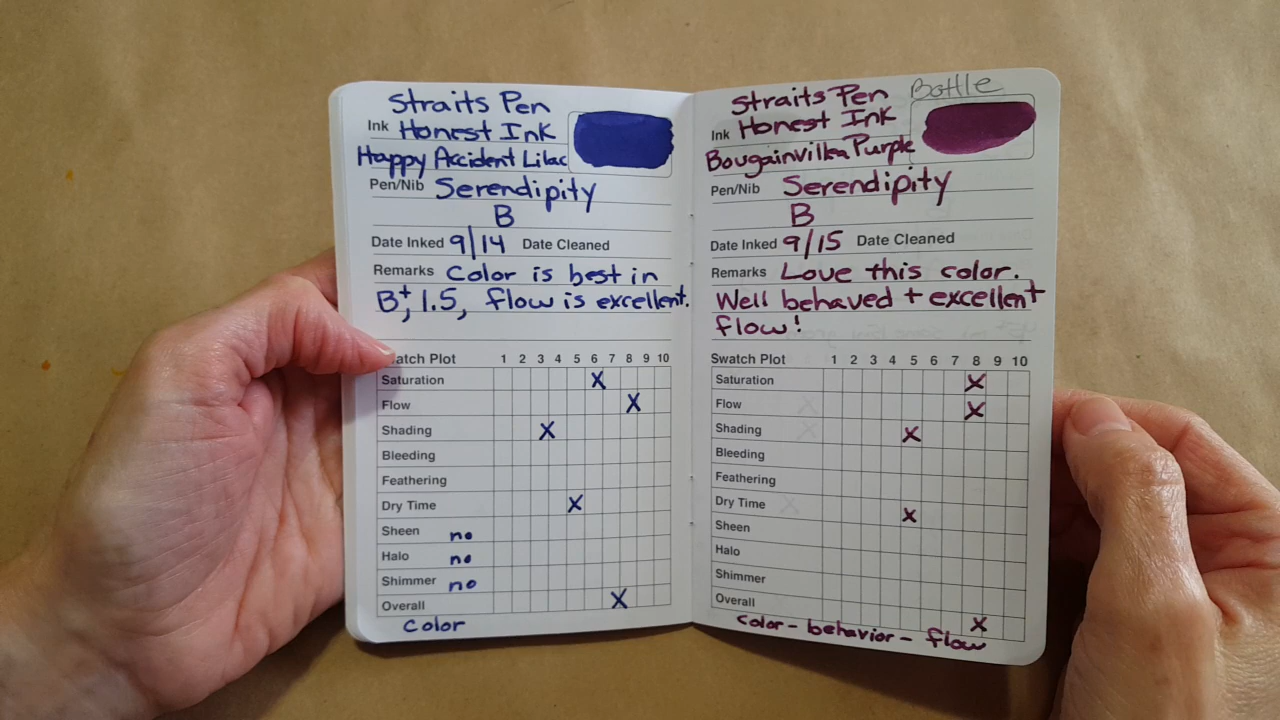 Straits Pen
Ink Honest Ink
Happy Accident Lilac
Pen/Nib Serendipity
B
Date Inked 9/14 Date Cleaned
Remarks Color is best in
B+, 1.5, flow is excellent.
watch Plot 1 2 3 4 5 6 7 8 9 10
Saturation X
Flow X
Shading X
Bleeding
Feathering
Dry Time X
Sheen no
Halo no
Shimmer no
Overall X
Color
Bottle
Straits Pen
Ink Honest Ink
Bougainvillea Purple
Pen/Nib Serendipity
B
Date Inked 9/15 Date Cleaned
Remarks Love this color.
Well behaved + excellent
flow!
Swatch Plot 1 2 3 4 5 6 7 8 9 10
Saturation X
Flow X
Shading X
Bleeding
Feathering
Dry Time X
Sheen
Halo
Shimmer
Overall X
color - behavior - flow